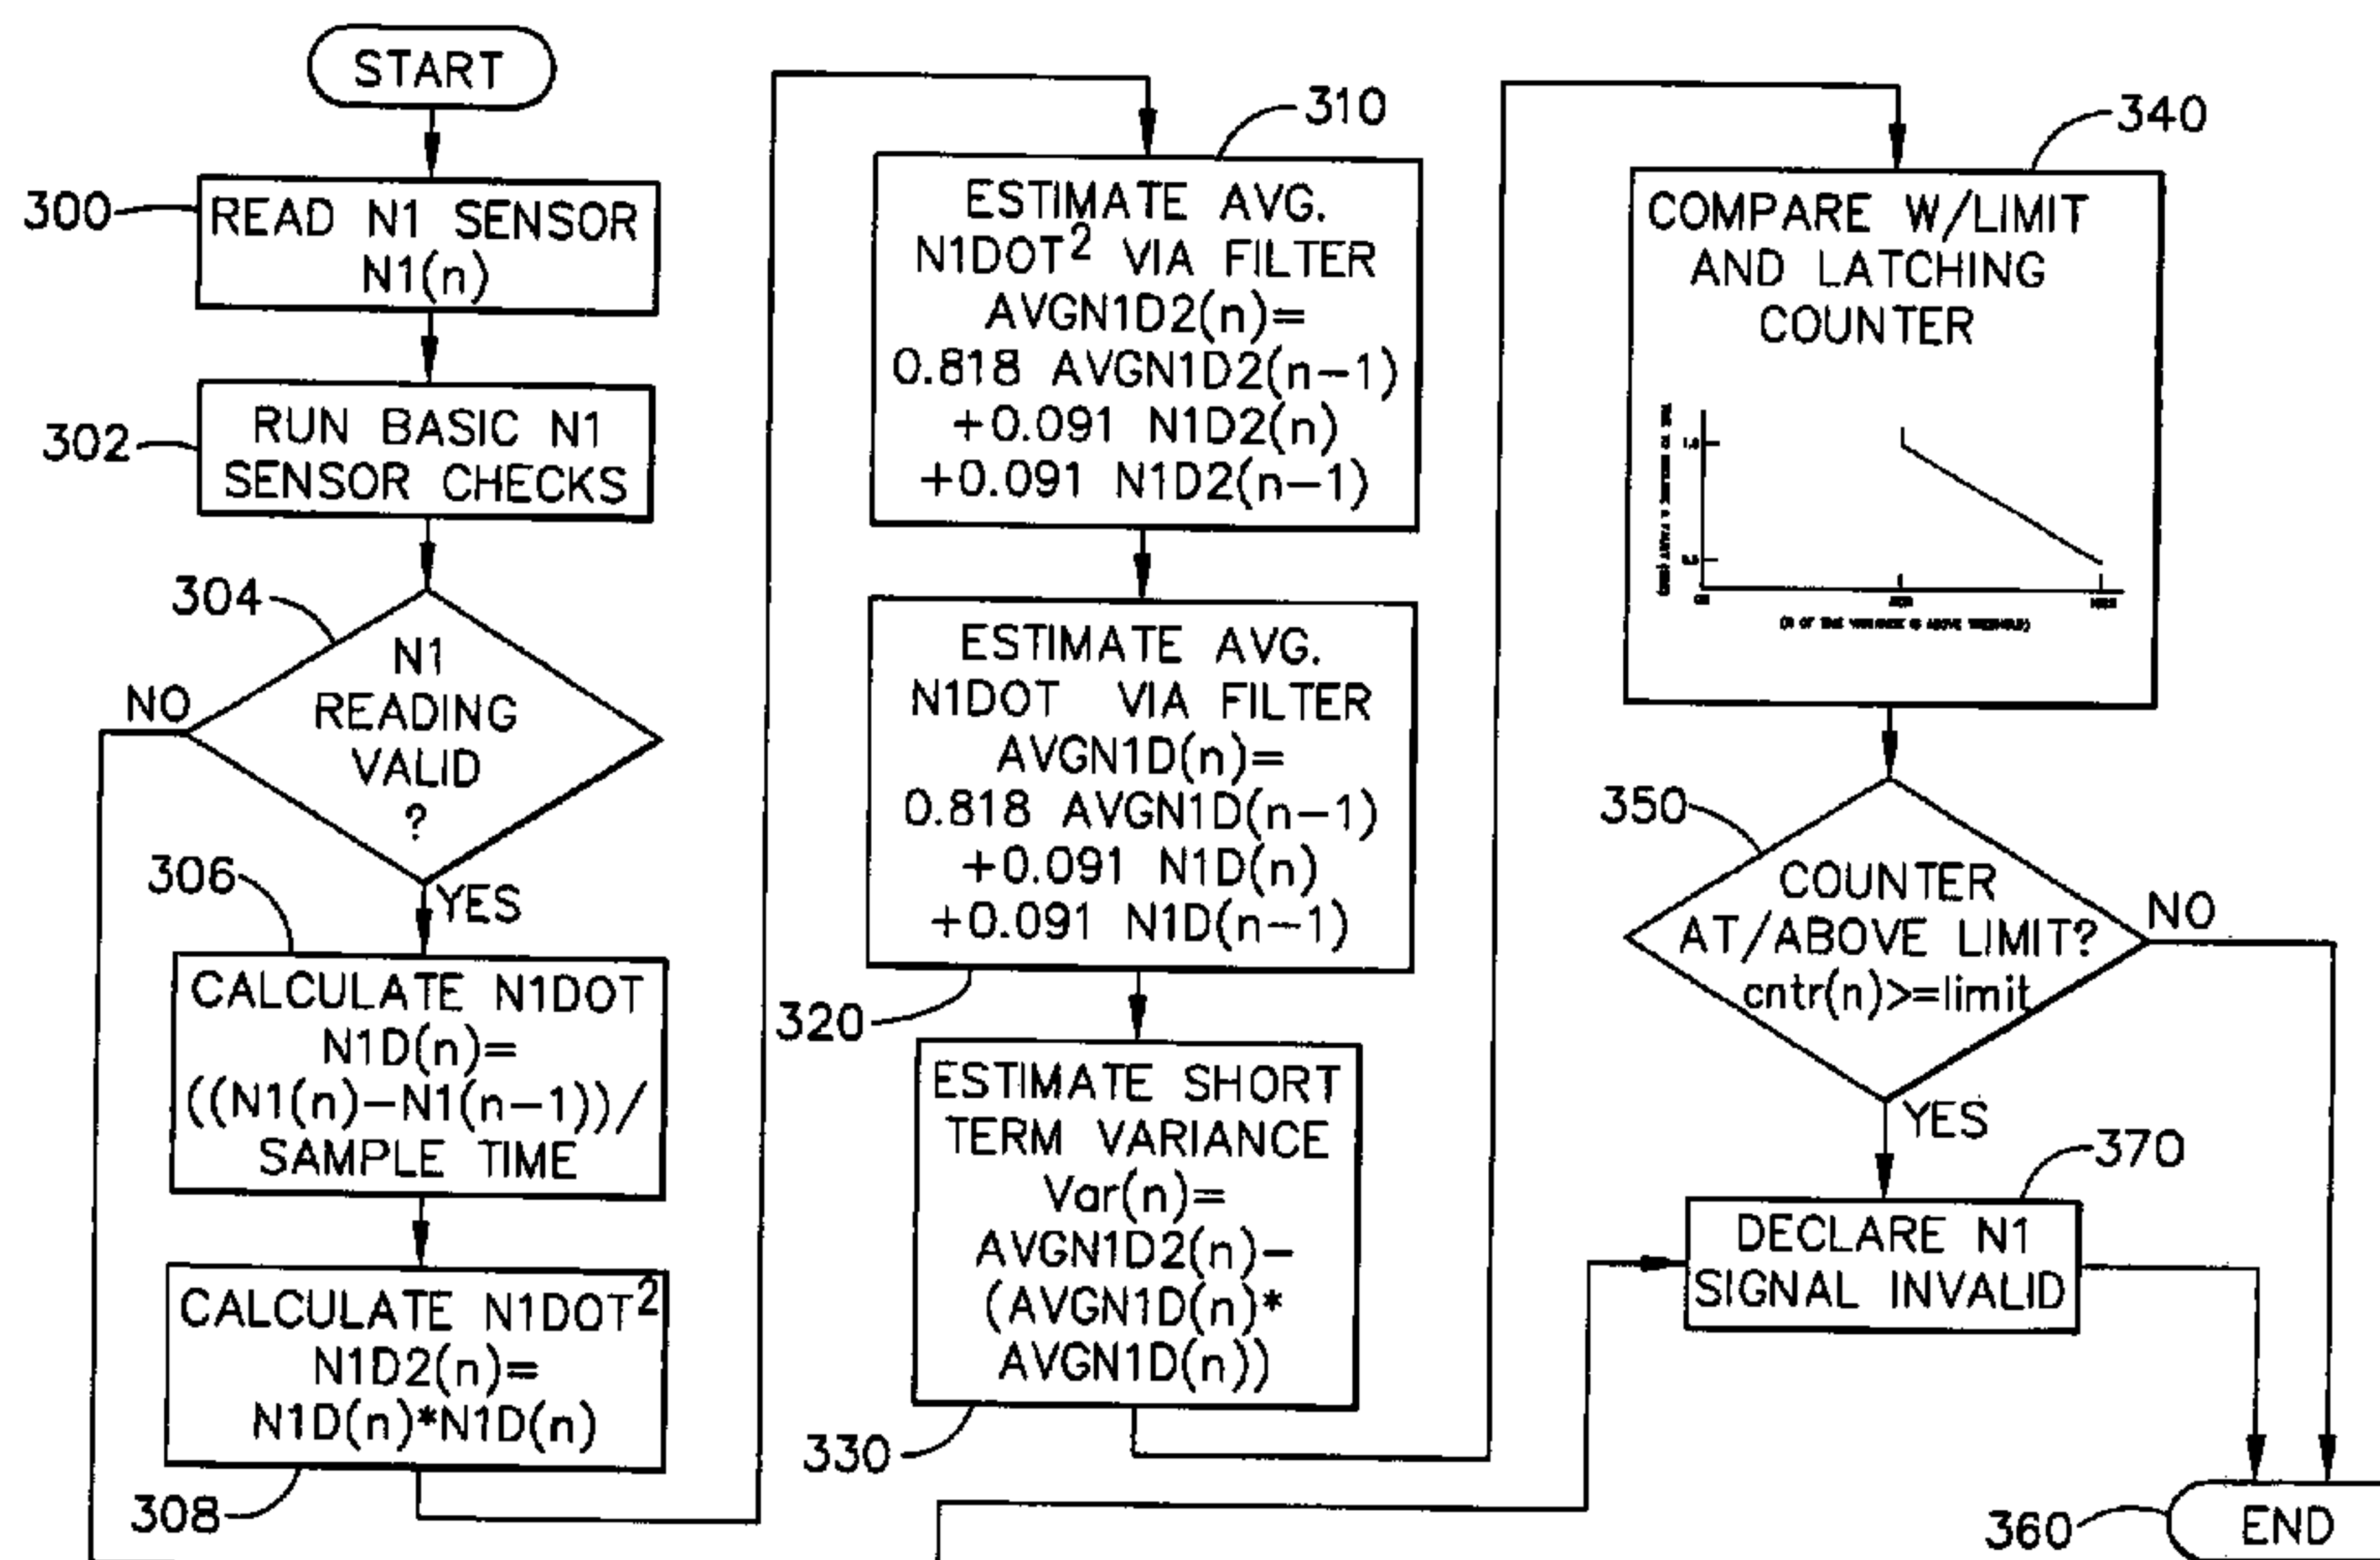 START
300
READ N1 SENSOR
N1(n)
302
RUN BASIC N1
SENSOR CHECKS
304
N1
READING
VALID
?
NO
YES
306
CALCULATE N1DOT
N1D(n)=
((N1(n)-N1(n-1))/
SAMPLE TIME
CALCULATE N1DOT²
N1D2(n)=
N1D(n)*N1D(n)
308
310
ESTIMATE AVG.
N1DOT² VIA FILTER
AVGN1D2(n)=
0.818 AVGN1D2(n-1)
+0.091 N1D2(n)
+0.091 N1D2(n-1)
ESTIMATE AVG.
N1DOT VIA FILTER
AVGN1D(n)=
0.818 AVGN1D(n-1)
+0.091 N1D(n)
+0.091 N1D(n-1)
320
ESTIMATE SHORT
TERM VARIANCE
Var(n)=
AVGN1D2(n)-
(AVGN1D(n)*
AVGN1D(n))
330
340
COMPARE W/LIMIT
AND LATCHING
COUNTER
350
COUNTER
AT/ABOVE LIMIT?
cntr(n)>=limit
NO
YES
370
DECLARE N1
SIGNAL INVALID
360
END